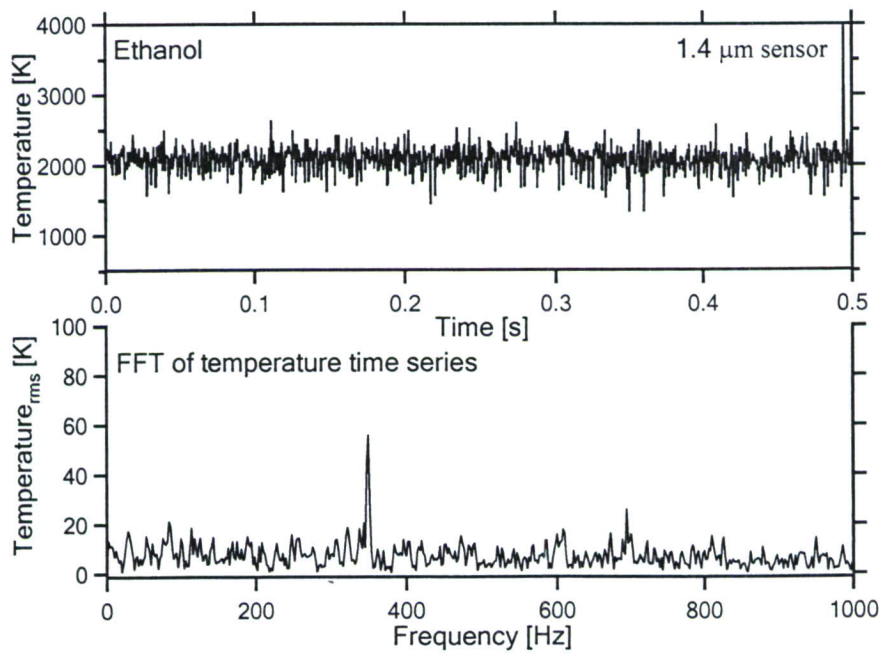 4000
Ethanol
1.4 μm sensor
3000
2000
1000
Temperature [K]
0.0 0.1 0.2 0.3 0.4 0.5
Time [s]
100
FFT of temperature time series
80
60
40
20
0
Temperaturerms [K]
0 200 400 600 800 1000
Frequency [Hz]